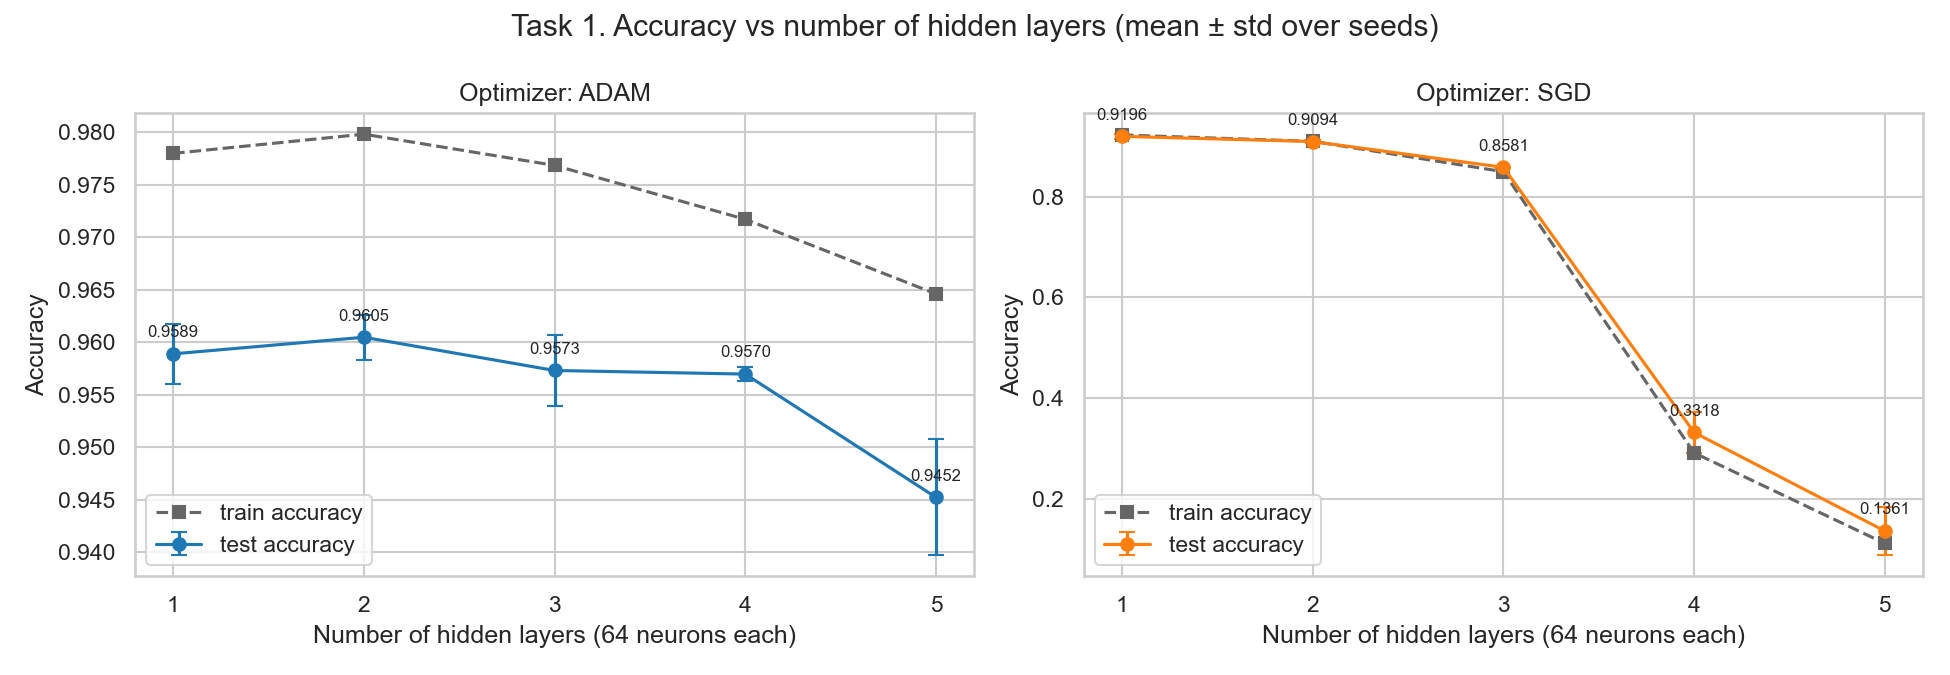 Task 1. Accuracy vs number of hidden layers (mean ± std over seeds)
Optimizer: ADAM
0.980
0.975
0.970
0.965
0.960
0.955
0.950
0.945
0.940
Accuracy
0.9589
0.9605
0.9573
0.9570
0.9452
train accuracy
test accuracy
1 2 3 4 5
Number of hidden layers (64 neurons each)
Optimizer: SGD
0.8
0.6
0.4
0.2
Accuracy
0.9196
0.9094
0.8581
0.3318
0.1361
train accuracy
test accuracy
1 2 3 4 5
Number of hidden layers (64 neurons each)